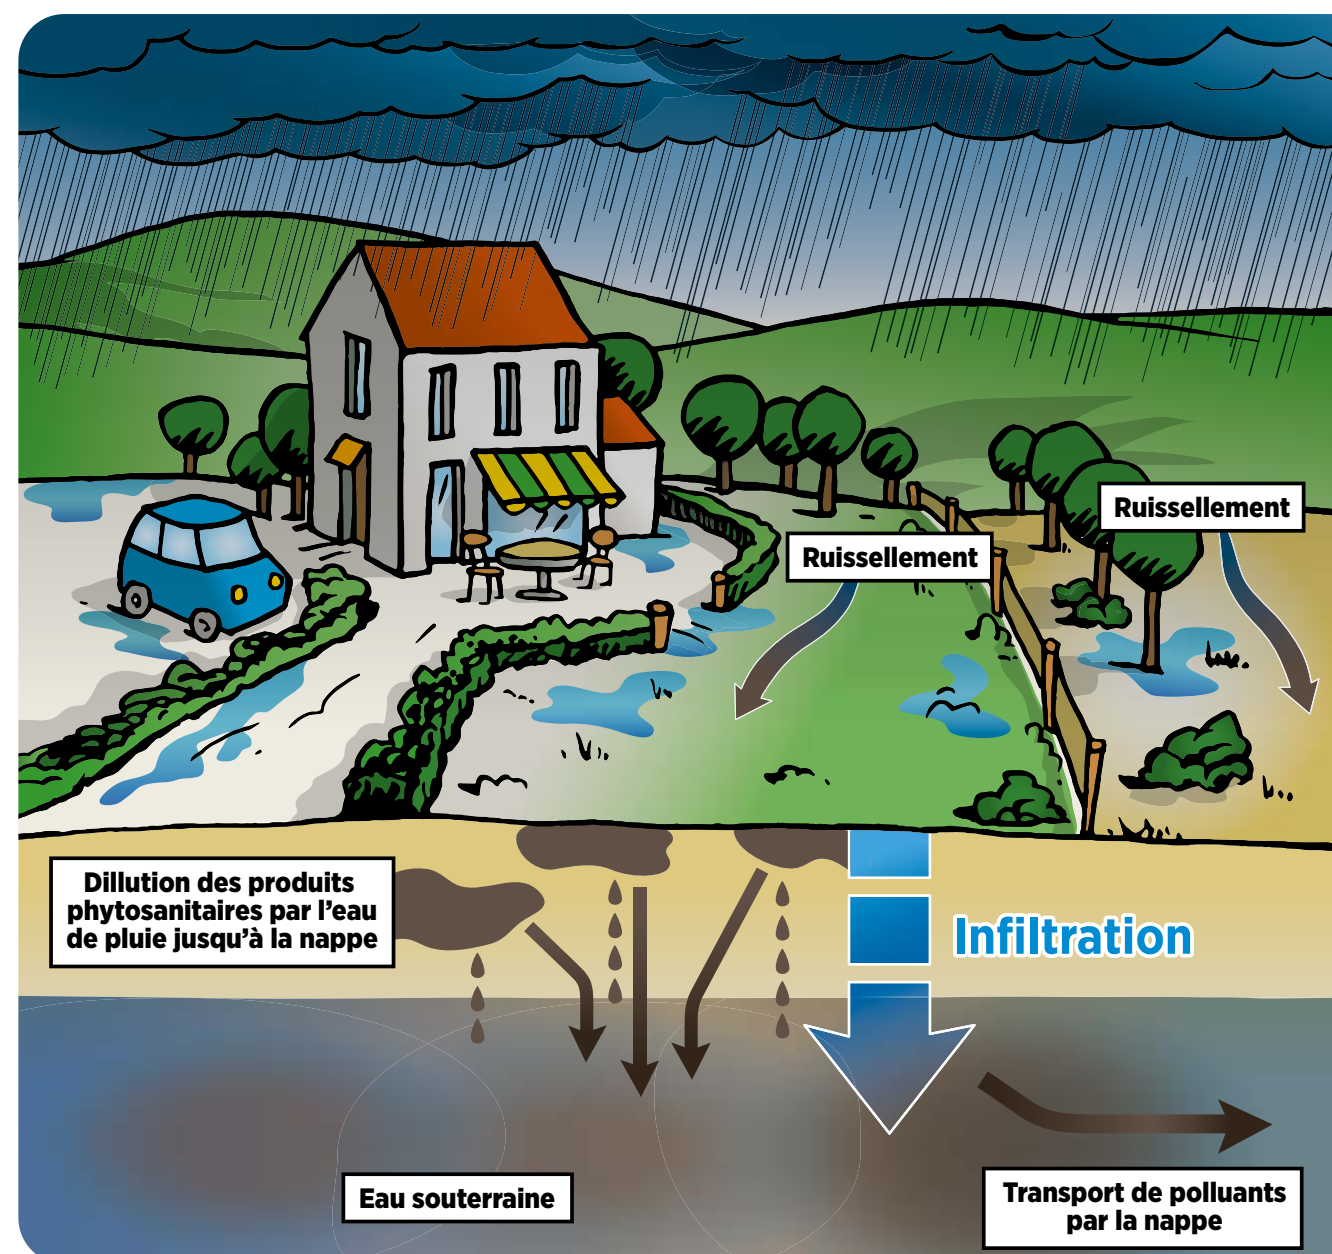 Ruissellement
Ruissellement
Dillution des produits
phytosanitaires par l'eau
de pluie jusqu'à la nappe
Infiltration
Eau souterraine
Transport de polluants
par la nappe